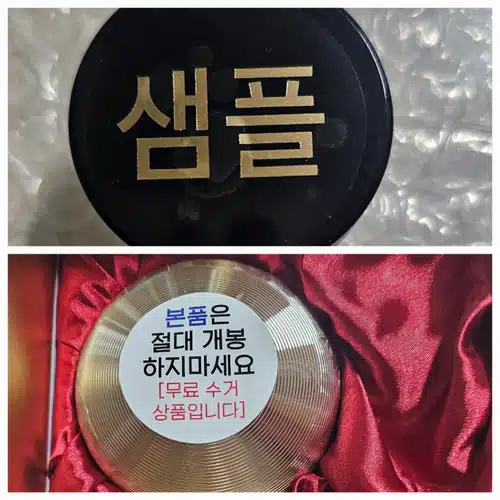 샘플
본품은
절대 개봉
하지마세요
[무료 수거
상품입니다]